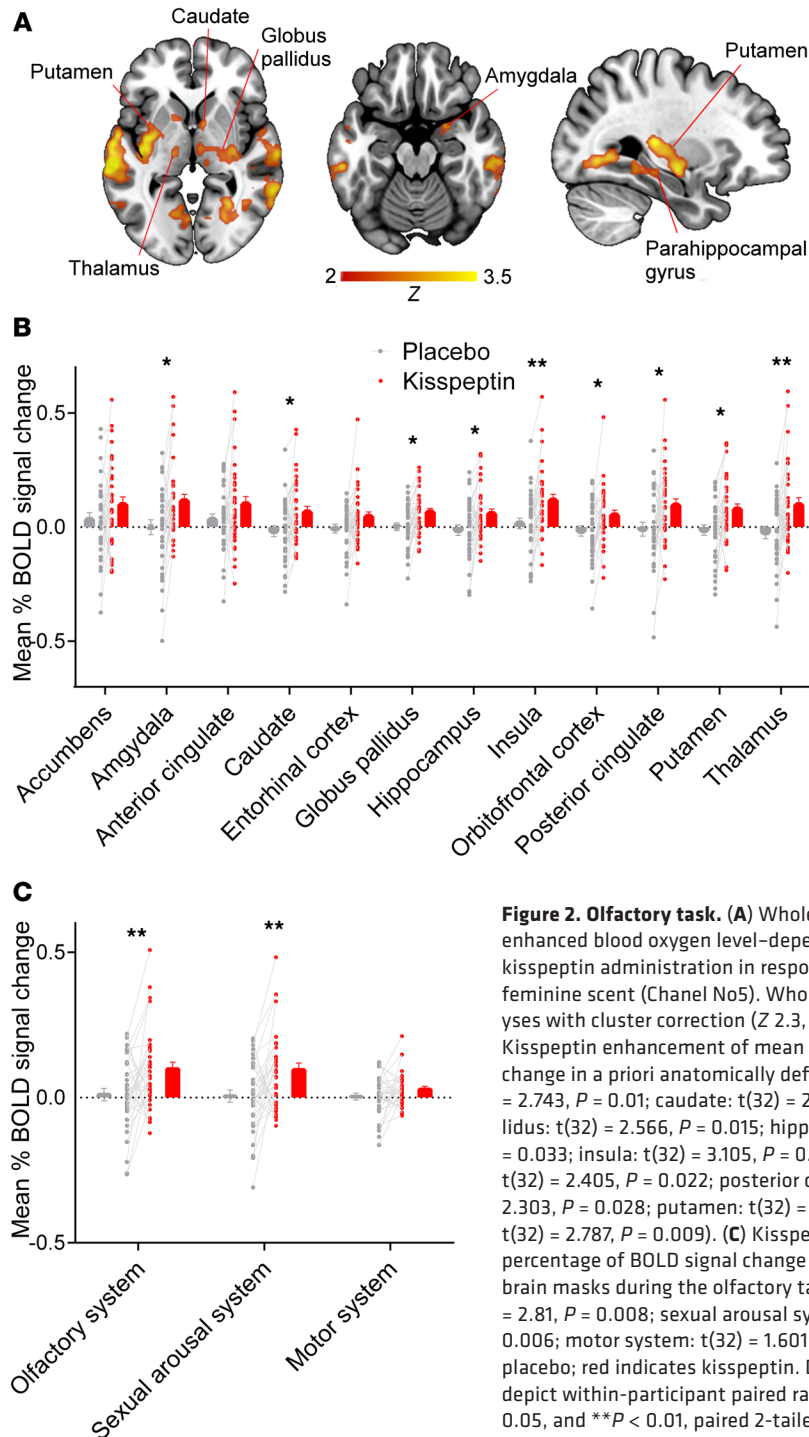 A
Caudate
Globus
pallidus
Putamen
Amygdala
Putamen
Thalamus
Parahippocampal
gyrus
2 3.5
Z
B
Mean % BOLD signal change
Placebo
Kisspeptin
* * * * ** * * * **
0.5
0.0
-0.5
Accumbens
Amgydala
Anterior cingulate
Caudate
Entorhinal cortex
Globus pallidus
Hippocampus
Insula
Orbitofrontal cortex
Posterior cingulate
Putamen
Thalamus
C
Mean % BOLD signal change
** **
0.5
0.0
-0.5
Olfactory system
Sexual arousal system
Motor system
Figure 2. Olfactory task. (A) Whole
enhanced blood oxygen level–depe
kisspeptin administration in respo
feminine scent (Chanel No5). Who
yses with cluster correction (Z 2.3,
Kisspeptin enhancement of mean
change in a priori anatomically def
= 2.743, P = 0.01; caudate: t(32) = 2
lidus: t(32) = 2.566, P = 0.015; hipp
= 0.033; insula: t(32) = 3.105, P = 0.
t(32) = 2.405, P = 0.022; posterior c
2.303, P = 0.028; putamen: t(32) =
t(32) = 2.787, P = 0.009). (C) Kisspe
percentage of BOLD signal change
brain masks during the olfactory ta
= 2.81, P = 0.008; sexual arousal sy
0.006; motor system: t(32) = 1.601
placebo; red indicates kisspeptin. D
depict within-participant paired ra
0.05, and **P < 0.01, paired 2-taile